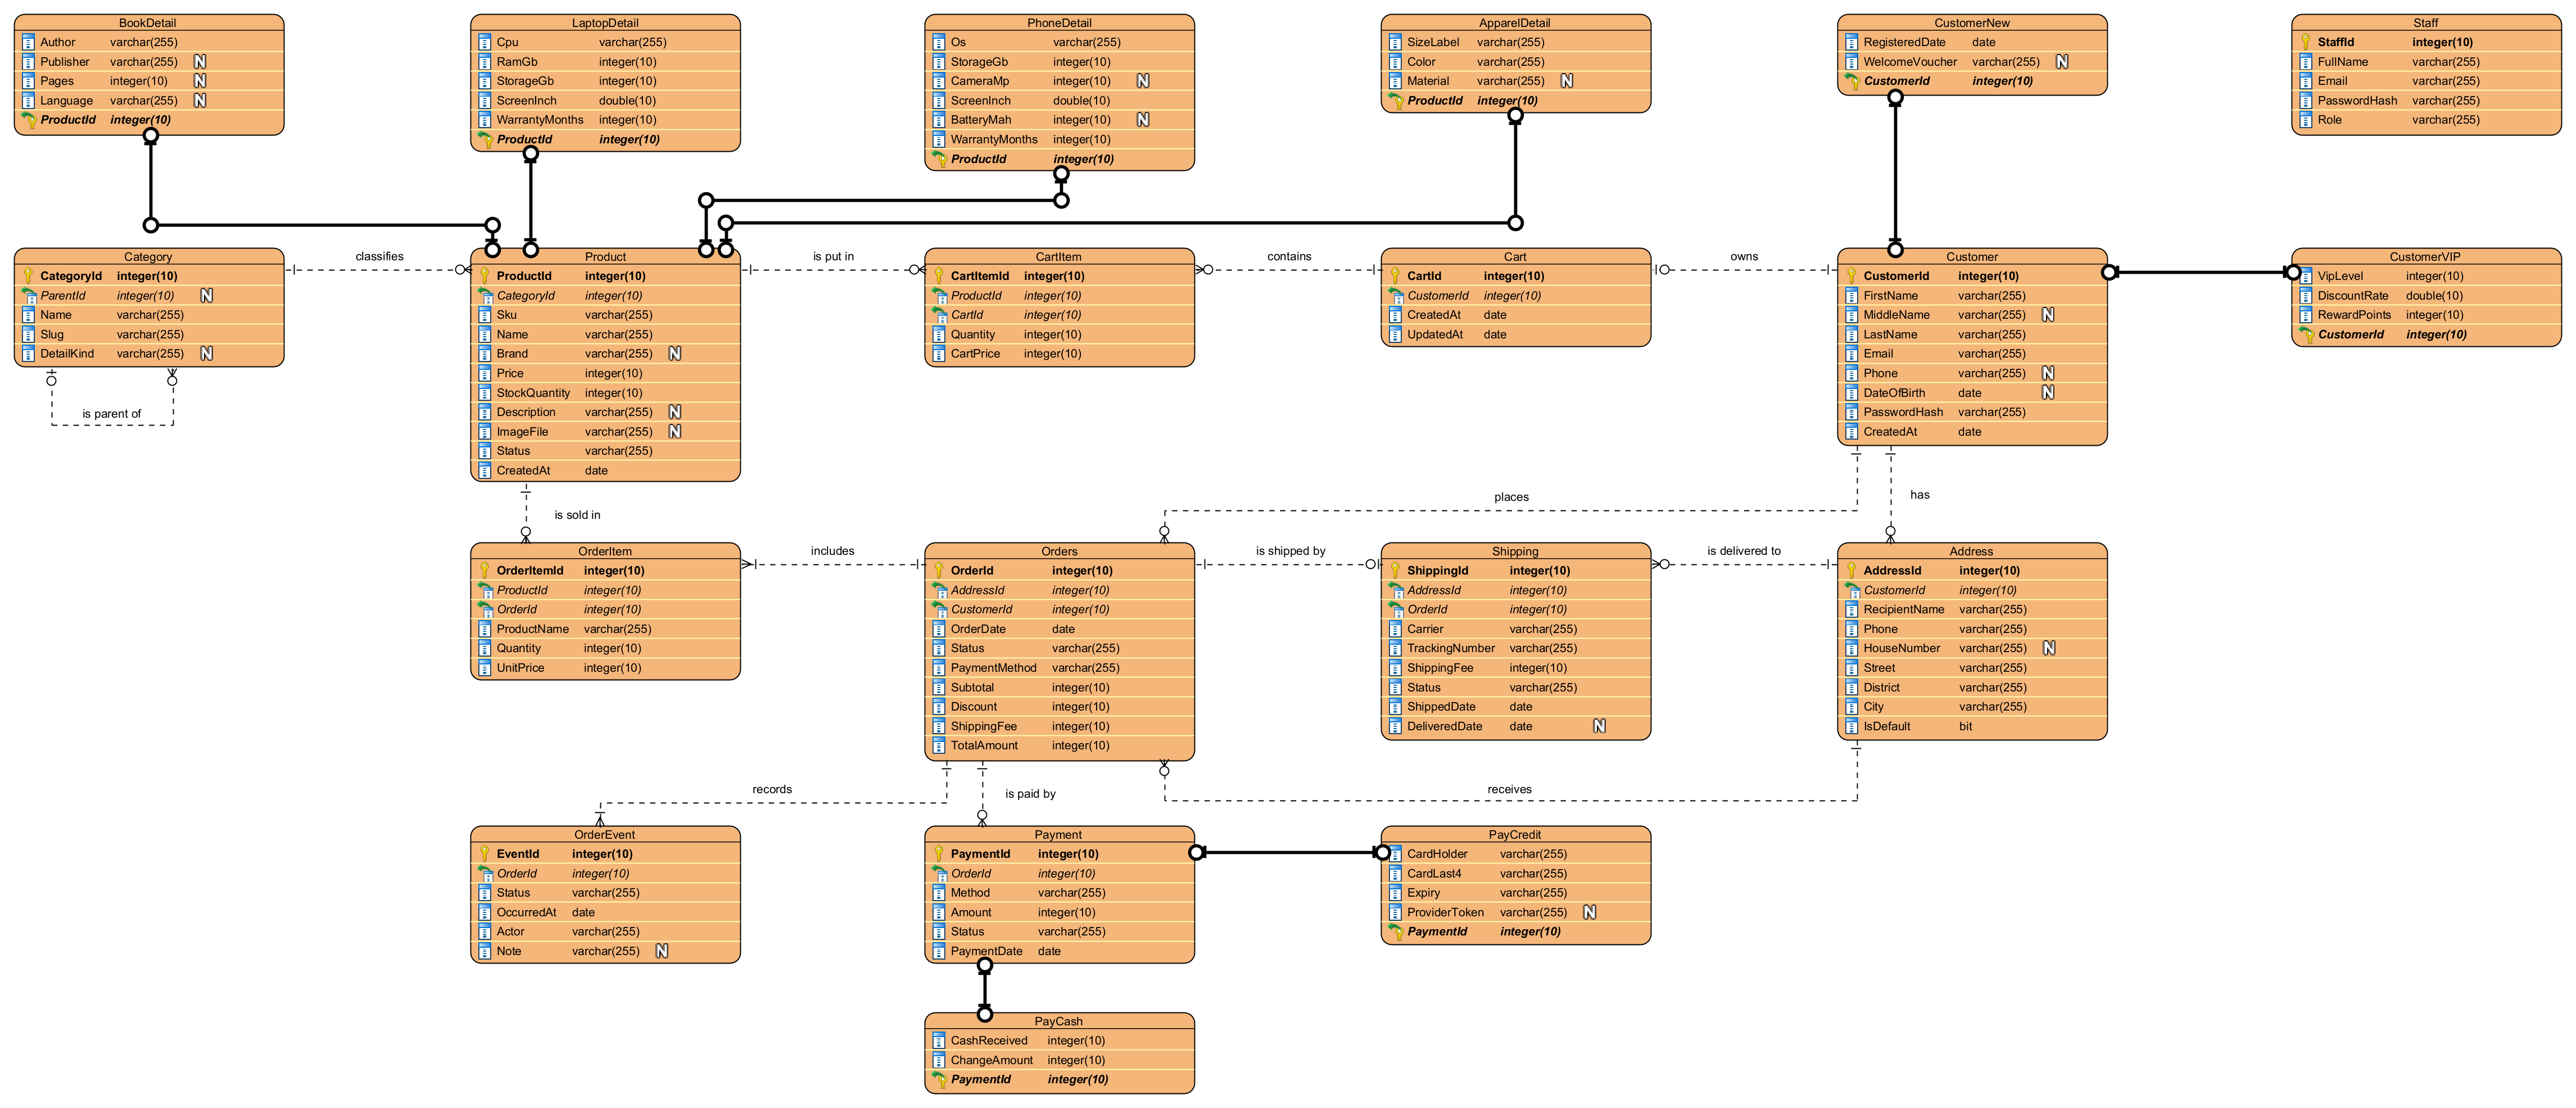 BookDetail
Author varchar(255)
Publisher varchar(255) N
Pages integer(10) N
Language varchar(255) N
ProductId integer(10)
LaptopDetail
Cpu varchar(255)
RamGb integer(10)
StorageGb integer(10)
ScreenInch double(10)
WarrantyMonths integer(10)
ProductId integer(10)
PhoneDetail
Os varchar(255)
StorageGb integer(10)
CameraMp integer(10) N
ScreenInch double(10)
BatteryMah integer(10) N
WarrantyMonths integer(10)
ProductId integer(10)
ApparelDetail
SizeLabel varchar(255)
Color varchar(255)
Material varchar(255) N
ProductId integer(10)
CustomerNew
RegisteredDate date
WelcomeVoucher varchar(255) N
CustomerId integer(10)
Staff
StaffId integer(10)
FullName varchar(255)
Email varchar(255)
PasswordHash varchar(255)
Role varchar(255)
Category
CategoryId integer(10)
ParentId integer(10) N
Name varchar(255)
Slug varchar(255)
DetailKind varchar(255) N
is parent of
classifies
Product
ProductId integer(10)
CategoryId integer(10)
Sku varchar(255)
Name varchar(255)
Brand varchar(255) N
Price integer(10)
StockQuantity integer(10)
Description varchar(255) N
ImageFile varchar(255) N
Status varchar(255)
CreatedAt date
is put in
CartItem
CartItemId integer(10)
ProductId integer(10)
CartId integer(10)
Quantity integer(10)
CartPrice integer(10)
contains
Cart
CartId integer(10)
CustomerId integer(10)
CreatedAt date
UpdatedAt date
owns
Customer
CustomerId integer(10)
FirstName varchar(255)
MiddleName varchar(255) N
LastName varchar(255)
Email varchar(255)
Phone varchar(255) N
DateOfBirth date N
PasswordHash varchar(255)
CreatedAt date
CustomerVIP
VipLevel integer(10)
DiscountRate double(10)
RewardPoints integer(10)
CustomerId integer(10)
is sold in
places
has
OrderItem
OrderItemId integer(10)
ProductId integer(10)
OrderId integer(10)
ProductName varchar(255)
Quantity integer(10)
UnitPrice integer(10)
includes
Orders
OrderId integer(10)
AddressId integer(10)
CustomerId integer(10)
OrderDate date
Status varchar(255)
PaymentMethod varchar(255)
Subtotal integer(10)
Discount integer(10)
ShippingFee integer(10)
TotalAmount integer(10)
is shipped by
Shipping
ShippingId integer(10)
AddressId integer(10)
OrderId integer(10)
Carrier varchar(255)
TrackingNumber varchar(255)
ShippingFee integer(10)
Status varchar(255)
ShippedDate date
DeliveredDate date N
is delivered to
Address
AddressId integer(10)
CustomerId integer(10)
RecipientName varchar(255)
Phone varchar(255)
HouseNumber varchar(255) N
Street varchar(255)
District varchar(255)
City varchar(255)
IsDefault bit
records
is paid by
receives
OrderEvent
EventId integer(10)
OrderId integer(10)
Status varchar(255)
OccurredAt date
Actor varchar(255)
Note varchar(255) N
Payment
PaymentId integer(10)
OrderId integer(10)
Method varchar(255)
Amount integer(10)
Status varchar(255)
PaymentDate date
PayCredit
CardHolder varchar(255)
CardLast4 varchar(255)
Expiry varchar(255)
ProviderToken varchar(255) N
PaymentId integer(10)
PayCash
CashReceived integer(10)
ChangeAmount integer(10)
PaymentId integer(10)